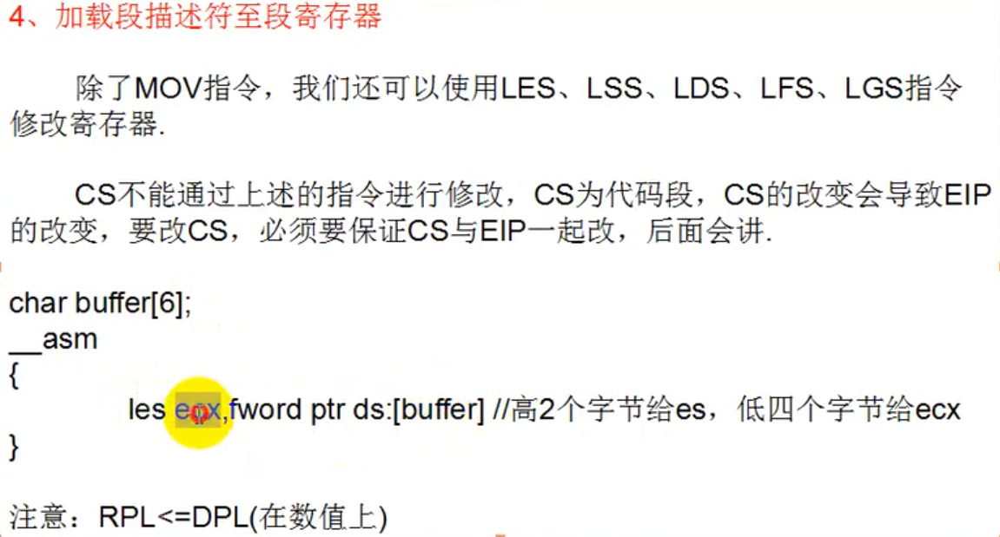 4、加载段描述符至段寄存器
除了MOV指令，我们还可以使用LES、LSS、LDS、LFS、LGS指令
修改寄存器.
CS不能通过上述的指令进行修改，CS为代码段，CS的改变会导致EIP
的改变，要改CS，必须要保证CS与EIP一起改，后面会讲.
char buffer[6];
__asm
{
les ecx,fword ptr ds:[buffer] //高2个字节给es，低四个字节给ecx
}
注意：RPL<=DPL(在数值上)